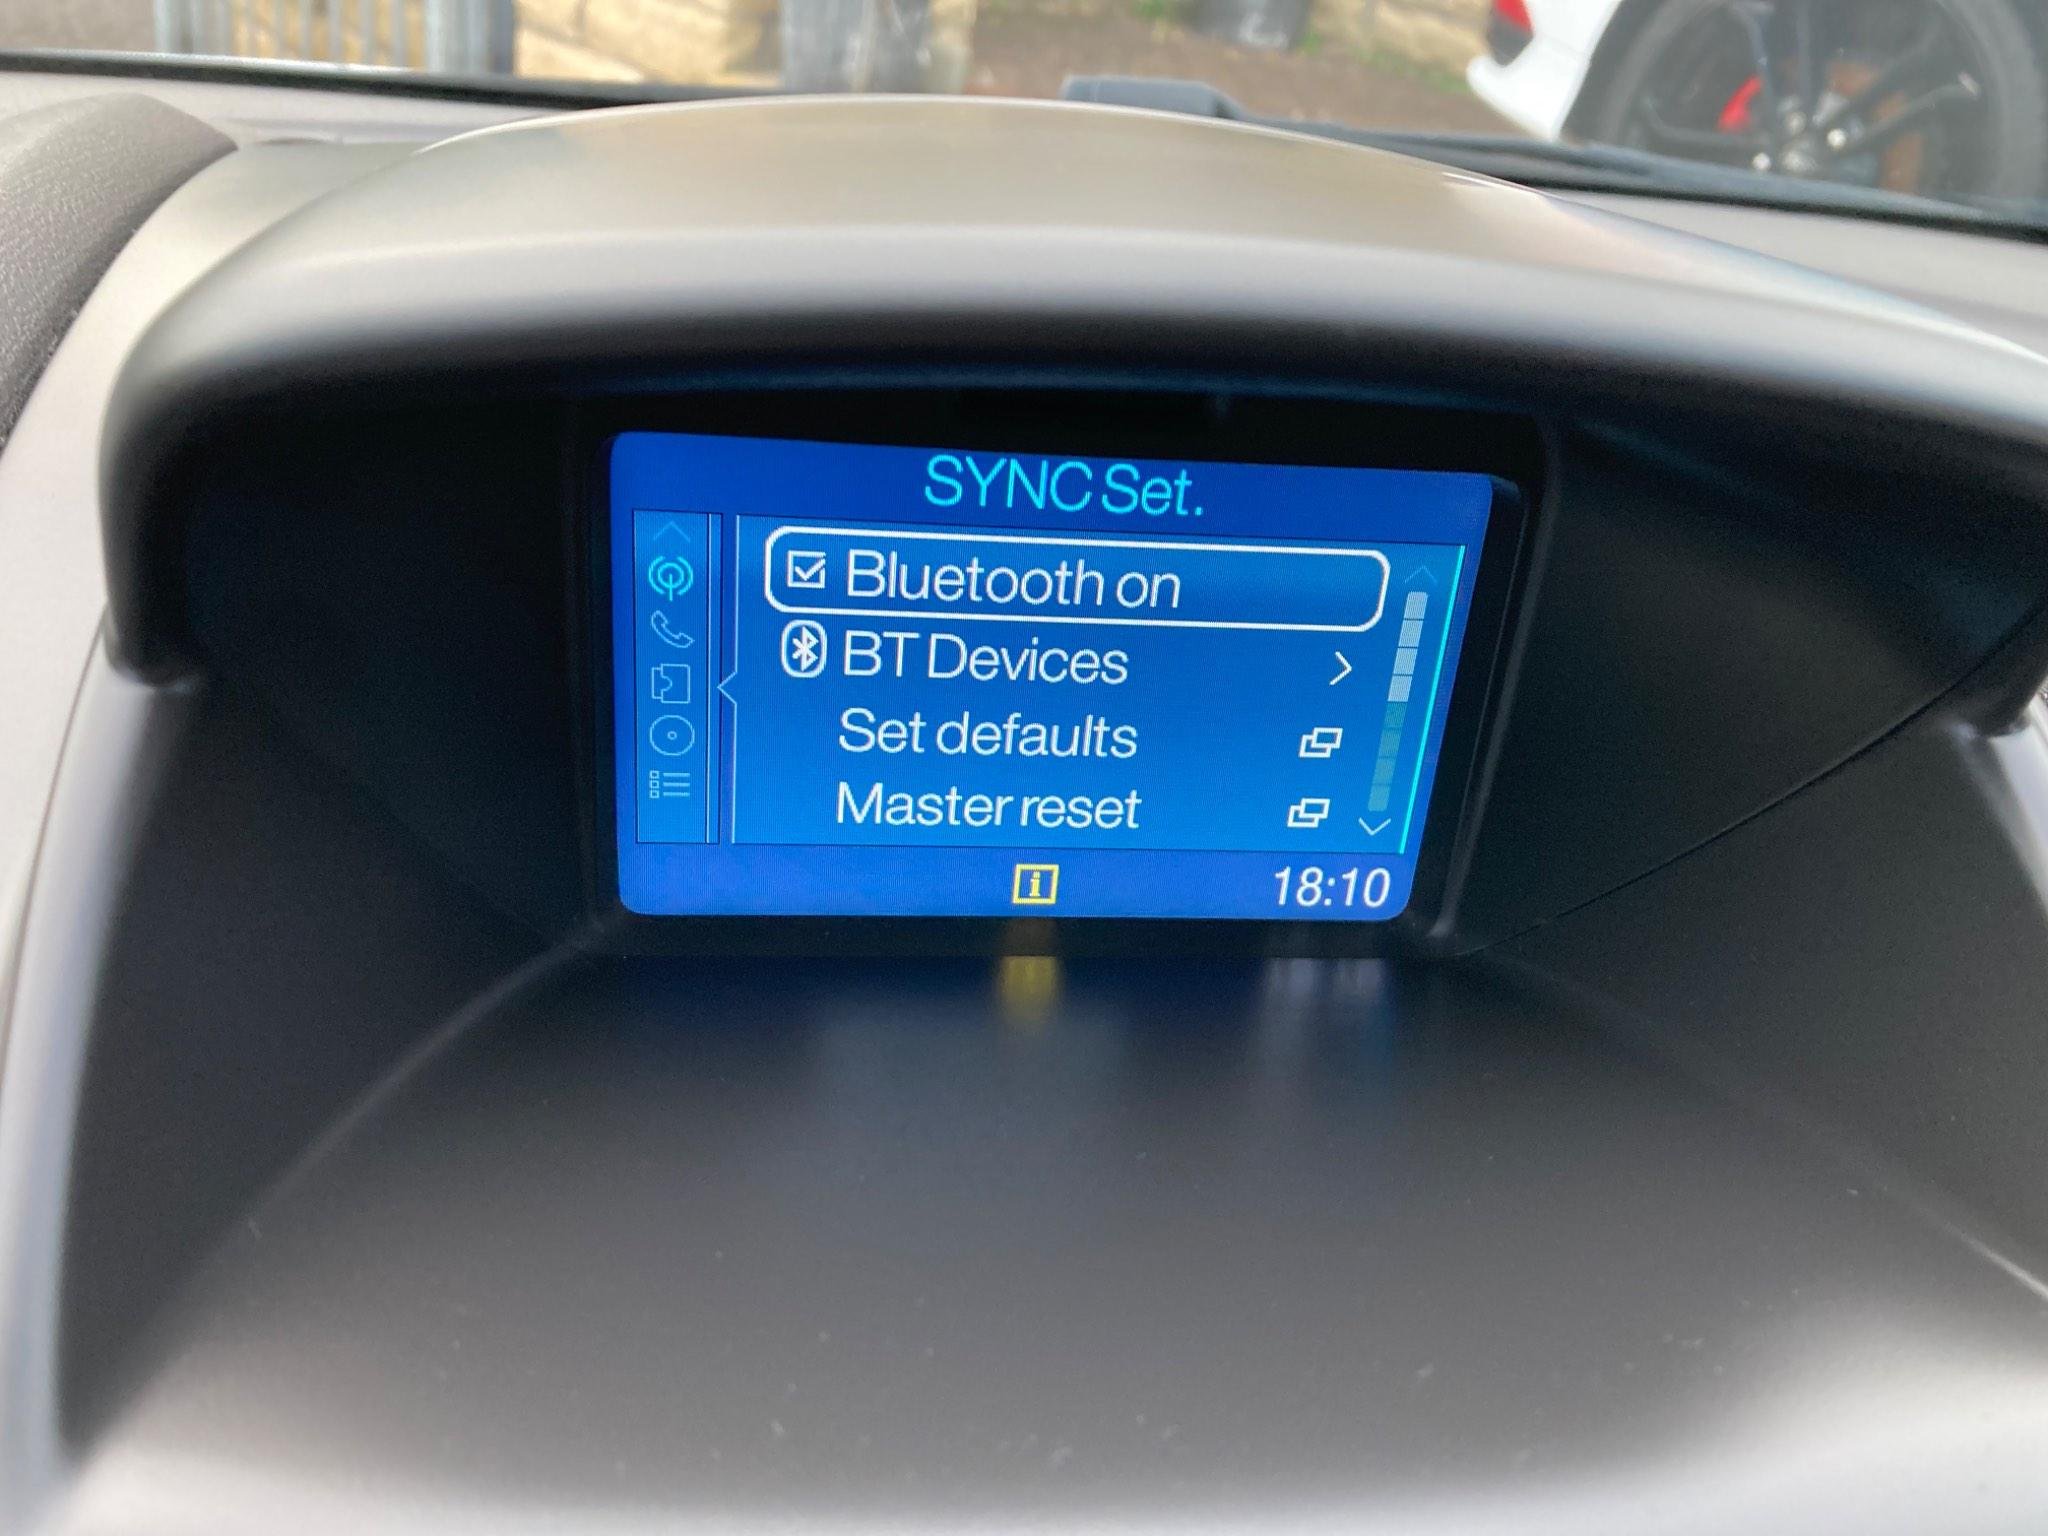 SYNC Set.
Bluetooth on
BT Devices
Set defaults
Master reset
i 18:10